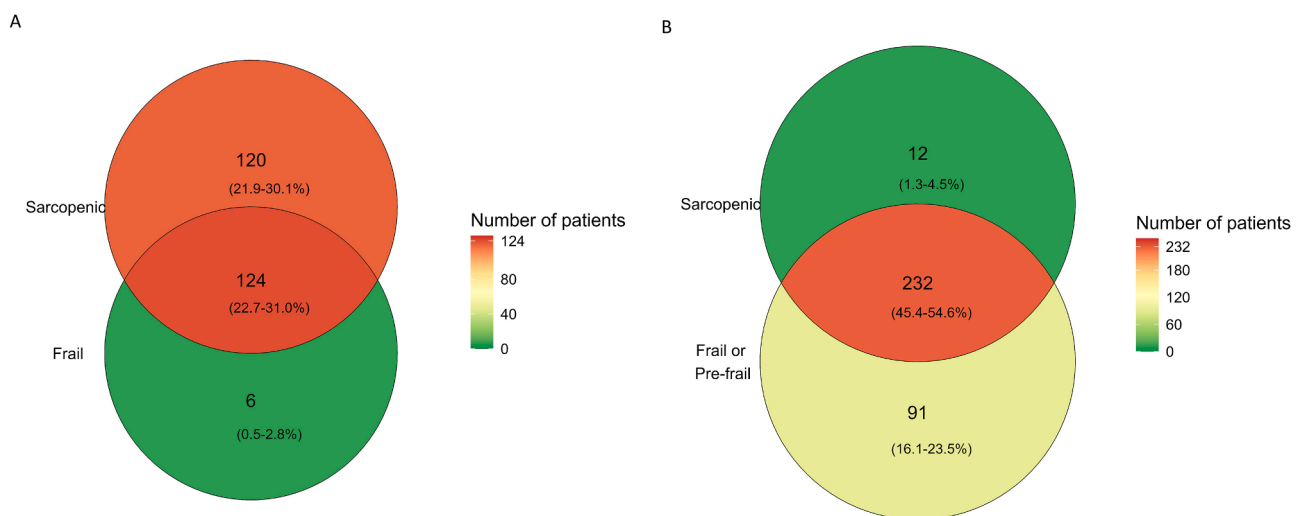 A
120
(21.9-30.1%)
Sarcopenic
124
(22.7-31.0%)
Frail
6
(0.5-2.8%)
Number of patients
124
80
40
0
B
12
(1.3-4.5%)
Sarcopenic
232
(45.4-54.6%)
Frail or
Pre-frail
91
(16.1-23.5%)
Number of patients
232
180
120
60
0